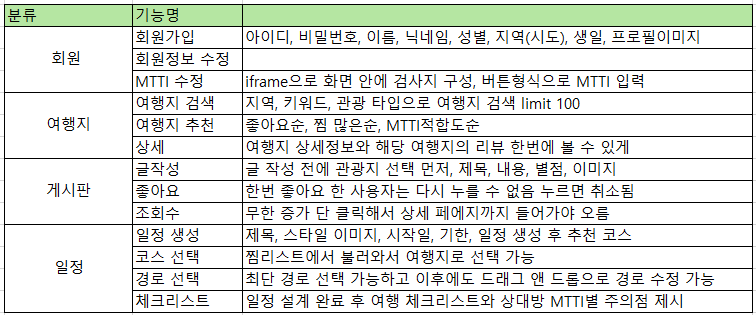 분류 기능명
회원
회원가입 아이디, 비밀번호, 이름, 닉네임, 성별, 지역(시도), 생일, 프로필이미지
회원정보 수정
MTTI 수정 iframe으로 화면 안에 검사지 구성, 버튼형식으로 MTTI 입력
여행지
여행지 검색 지역, 키워드, 관광 타입으로 여행지 검색 limit 100
여행지 추천 좋아요순, 찜 많은순, MTTI적합도순
상세 여행지 상세정보와 해당 여행지의 리뷰 한번에 볼 수 있게
게시판
글작성 글 작성 전에 관광지 선택 먼저, 제목, 내용, 별점, 이미지
좋아요 한번 좋아요 한 사용자는 다시 누를 수 없음 누르면 취소됨
조회수 무한 증가 단 클릭해서 상세 페에지까지 들어가야 오름
일정
일정 생성 제목, 스타일 이미지, 시작일, 기한, 일정 생성 후 추천 코스
코스 선택 찜리스트에서 불러와서 여행지로 선택 가능
경로 선택 최단 경로 선택 가능하고 이후에도 드래그 앤 드롭으로 경로 수정 가능
체크리스트 일정 설계 완료 후 여행 체크리스트와 상대방 MTTI별 주의점 제시